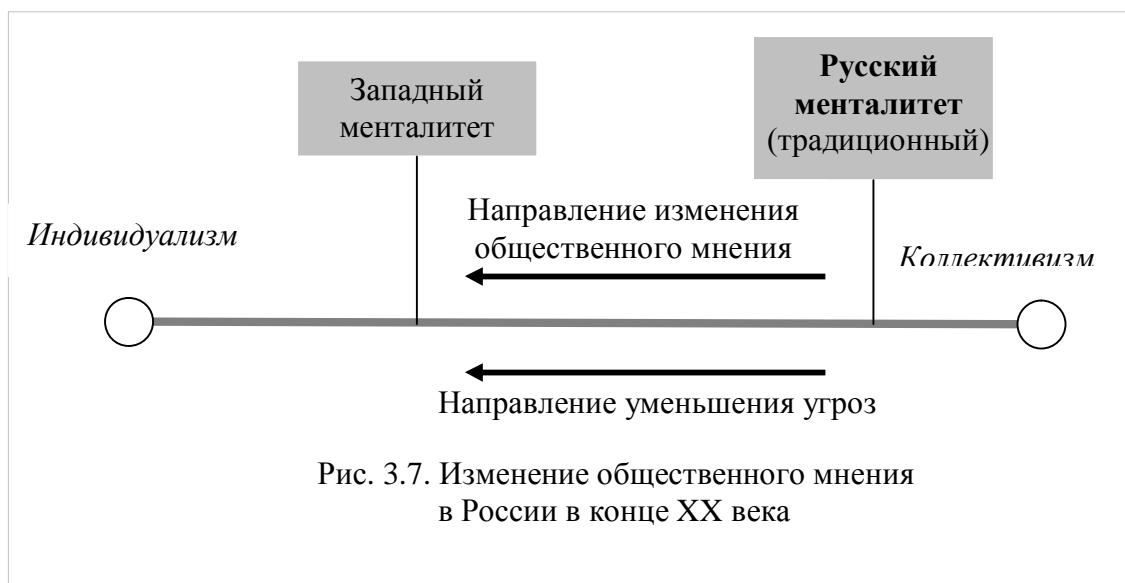 Западный
менталитет
Русский
менталитет
(традиционный)
Индивидуализм
Направление изменения
общественного мнения
Коллективизм
Направление уменьшения угроз
Рис. 3.7. Изменение общественного мнения
в России в конце XX века